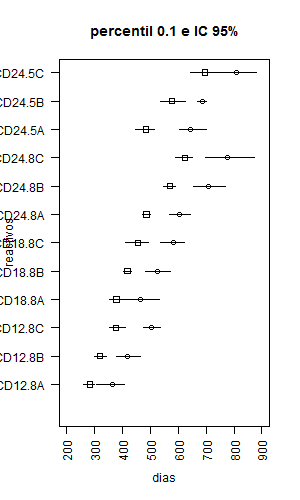 percentil 0.1 e IC 95%
CD24.5C
CD24.5B
CD24.5A
CD24.8C
CD24.8B
CD24.8A
CD18.8C
reativos
CD18.8B
CD18.8A
CD12.8C
CD12.8B
CD12.8A
200 300 400 500 600 700 800 900
dias